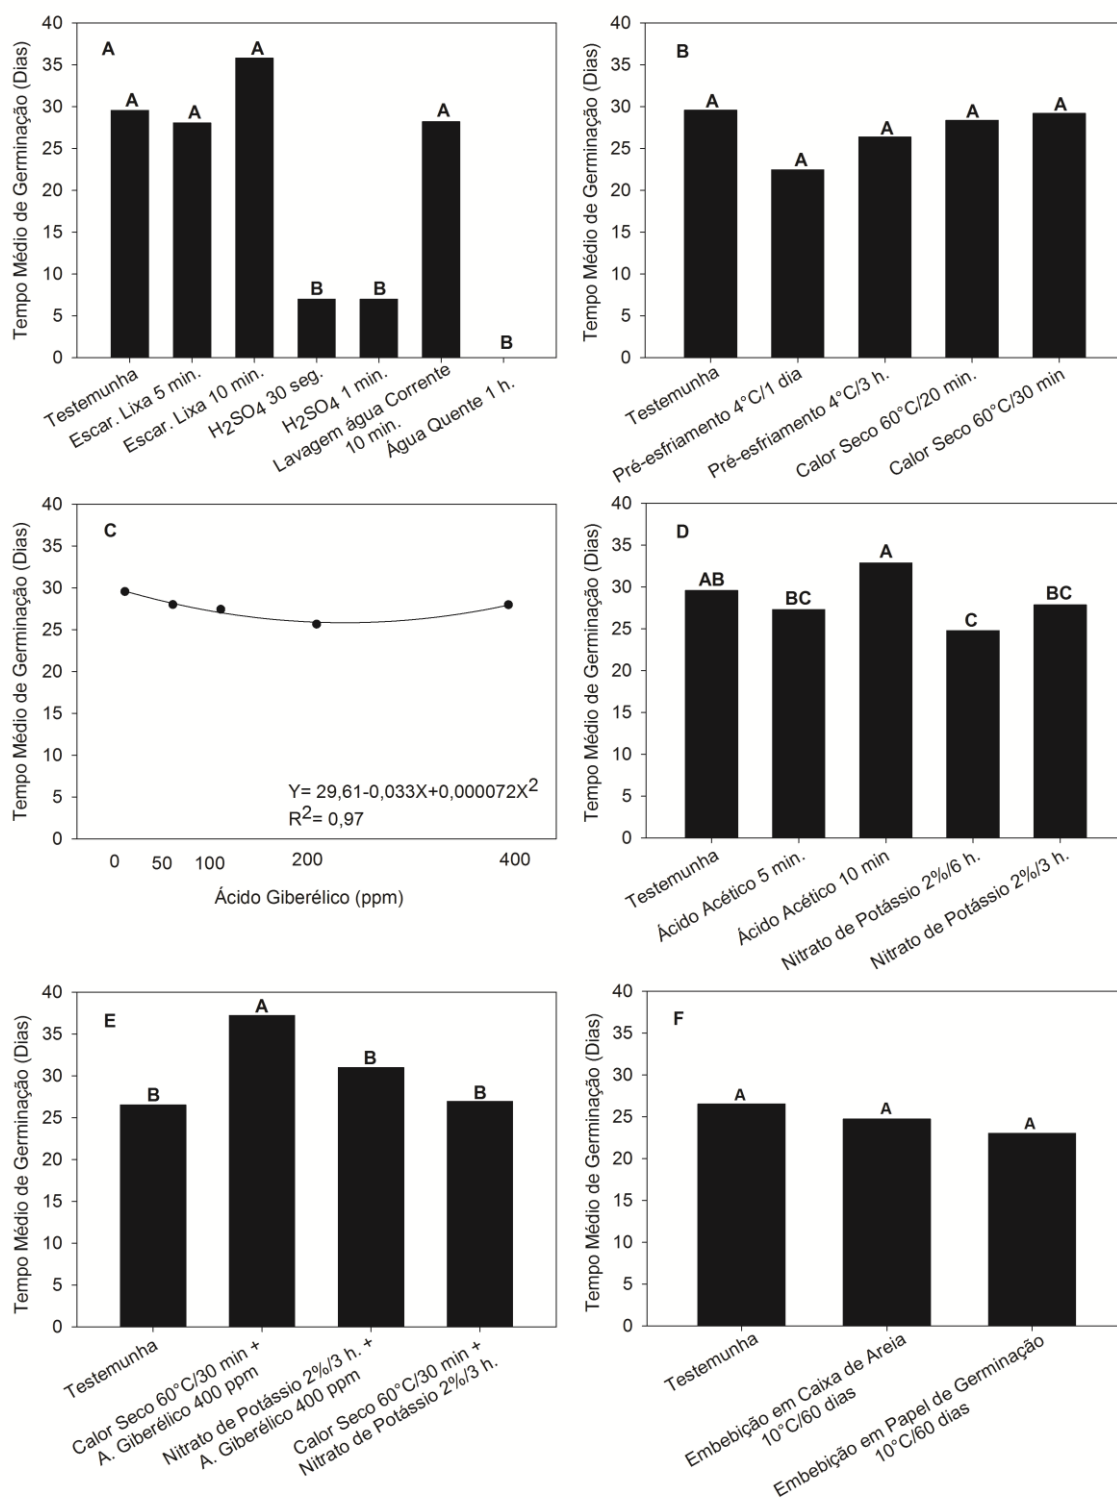 A
Tempo Médio de Germinação (Dias)
40
35
30
25
20
15
10
5
0
A
A
A
B
B
A
B
Testemunha
Escar. Lixa 5 min.
Escar. Lixa 10 min.
H2SO4 30 seg.
H2SO4 1 min.
Lavagem água Corrente
10 min.
Água Quente 1 h.
B
Tempo Médio de Germinação (Dias)
40
35
30
25
20
15
10
5
0
A
A
A
A
A
Testemunha
Pré-esfriamento 4°C/1 dia
Pré-esfriamento 4°C/3 h.
Calor Seco 60°C/20 min.
Calor Seco 60°C/30 min
C
Tempo Médio de Germinação (Dias)
40
35
30
25
20
15
10
5
0
Y= 29,61-0,033X+0,000072X2
R2= 0,97
0 50 100 200 400
Ácido Giberélico (ppm)
D
Tempo Médio de Germinação (Dias)
40
35
30
25
20
15
10
5
0
AB
BC
A
C
BC
Testemunha
Ácido Acético 5 min.
Ácido Acético 10 min
Nitrato de Potássio 2%/6 h.
Nitrato de Potássio 2%/3 h.
E
Tempo Médio de Germinação (Dias)
40
35
30
25
20
15
10
5
0
B
A
B
B
Testemunha
Calor Seco 60°C/30 min +
A. Giberélico 400 ppm
Nitrato de Potássio 2%/3 h. +
A. Giberélico 400 ppm
Calor Seco 60°C/30 min +
Nitrato de Potássio 2%/3 h.
F
Tempo Médio de Germinação (Dias)
40
35
30
25
20
15
10
5
0
A
A
A
Testemunha
Embebição em Caixa de Areia
10°C/60 dias
Embebição em Papel de Germinação
10°C/60 dias